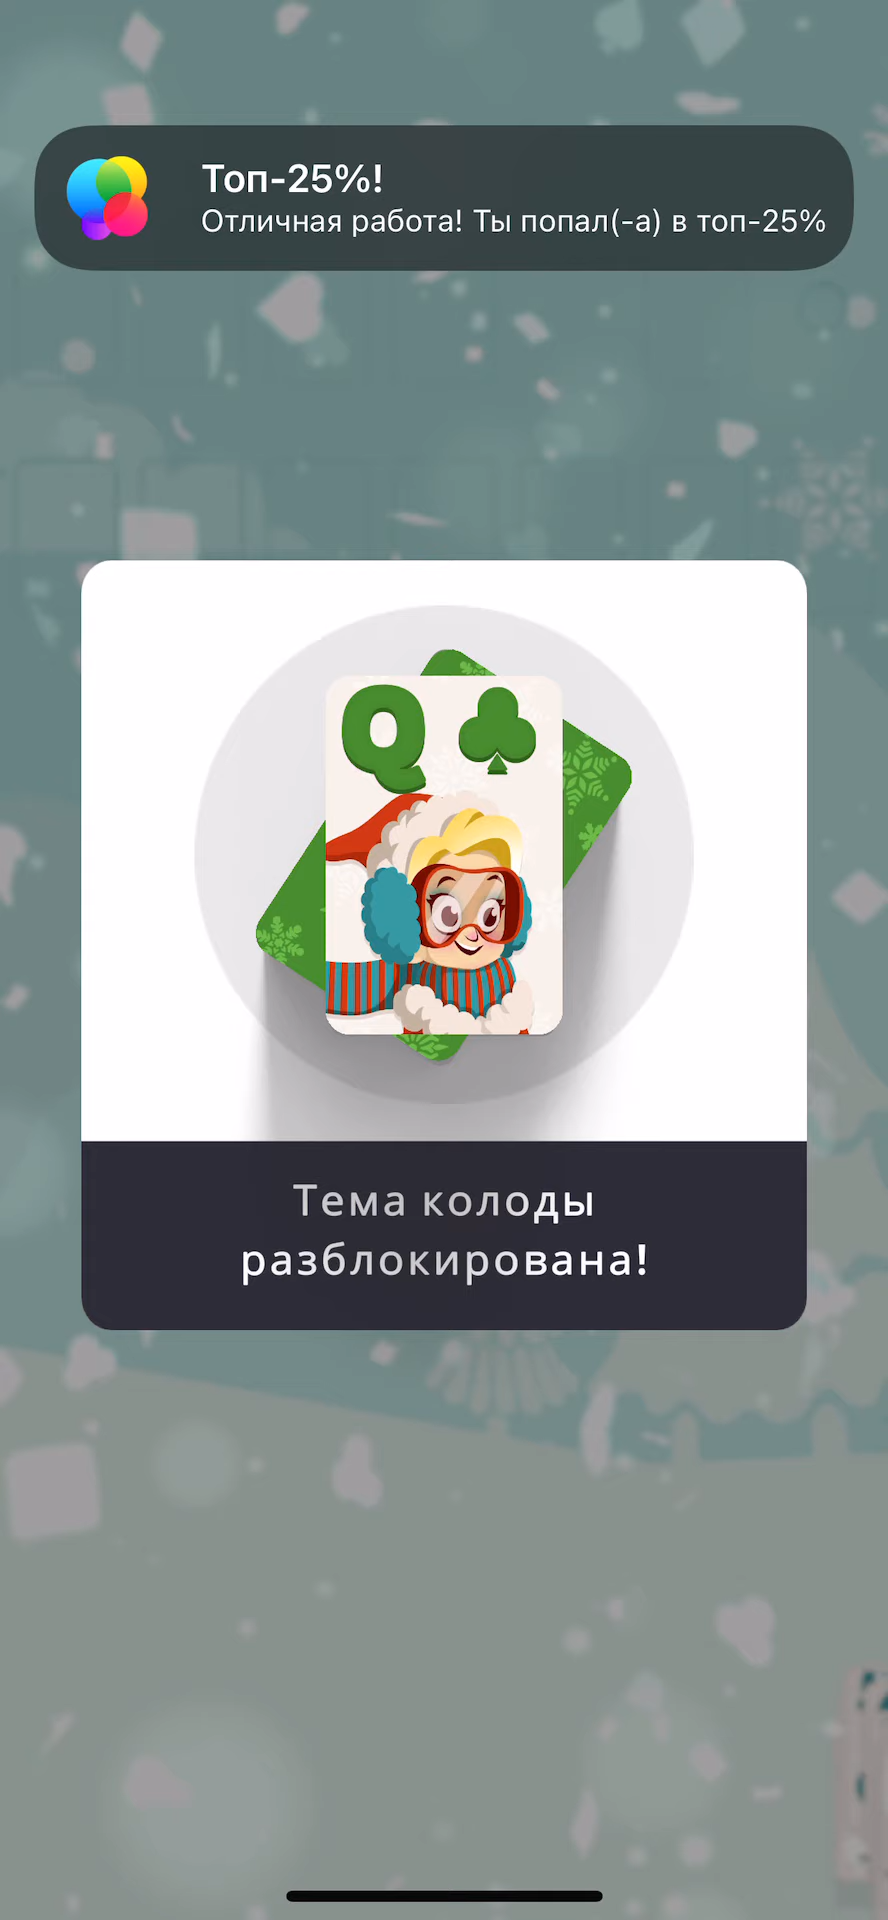 Топ-25%!
Отличная работа! Ты попал(-а) в топ-25%
Q
Тема колоды
разблокирована!